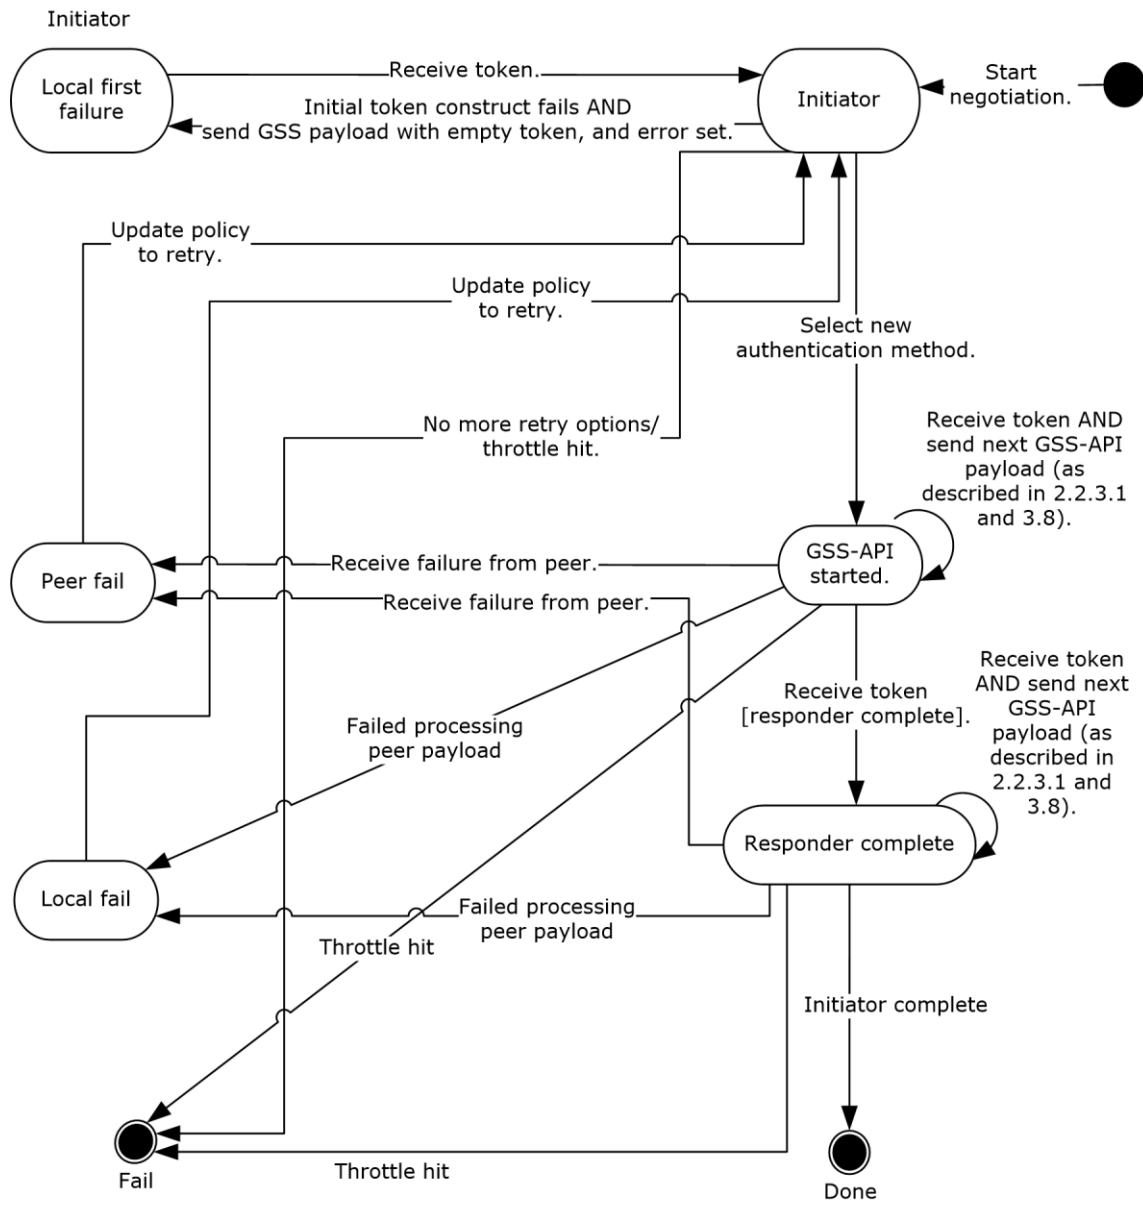 Initiator
Local first
failure
Receive token.
Initial token construct fails AND
send GSS payload with empty token, and error set.
Initiator
Start
negotiation.
Update policy
to retry.
Update policy
to retry.
Select new
authentication method.
No more retry options/
throttle hit.
Receive token AND
send next GSS-API
payload (as
described in 2.2.3.1
and 3.8).
Peer fail
Receive failure from peer.
GSS-API
started.
Receive failure from peer.
Receive token
[responder complete].
Receive token
AND send next
GSS-API
payload (as
described in
2.2.3.1 and
3.8).
Failed processing
peer payload
Responder complete
Local fail
Failed processing
peer payload
Throttle hit
Initiator complete
Fail
Throttle hit
Done